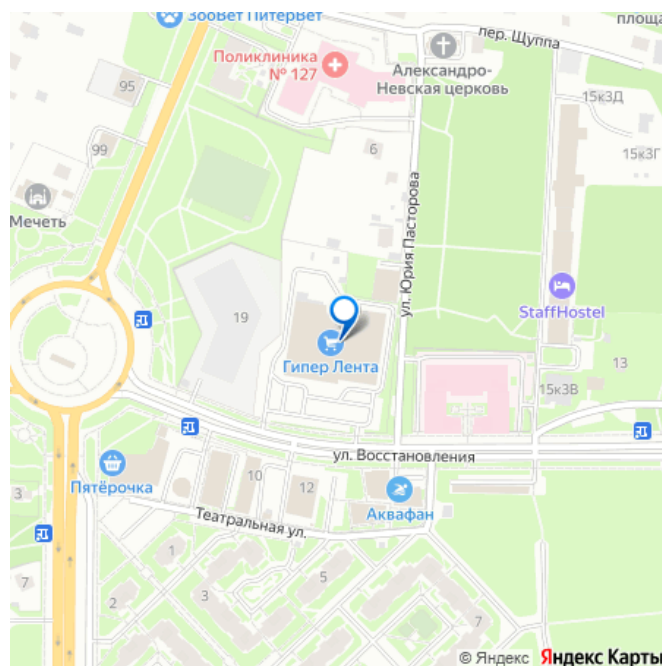 ЗооВет ПитерВет
площа
пер. Щуппа
Поликлиника
№ 127
Александро-
Невская церковь
95
15к3Д
99
6
15к3Г
Мечеть
ул. Юрия Пасторова
19
StaffHostel
Гипер Лента
13
15к3В
ул. Восстановления
Пятёрочка
10
12
Аквафан
3
Театральная ул.
1
5
7
2
3
7
© Яндекс Яндекс Карты